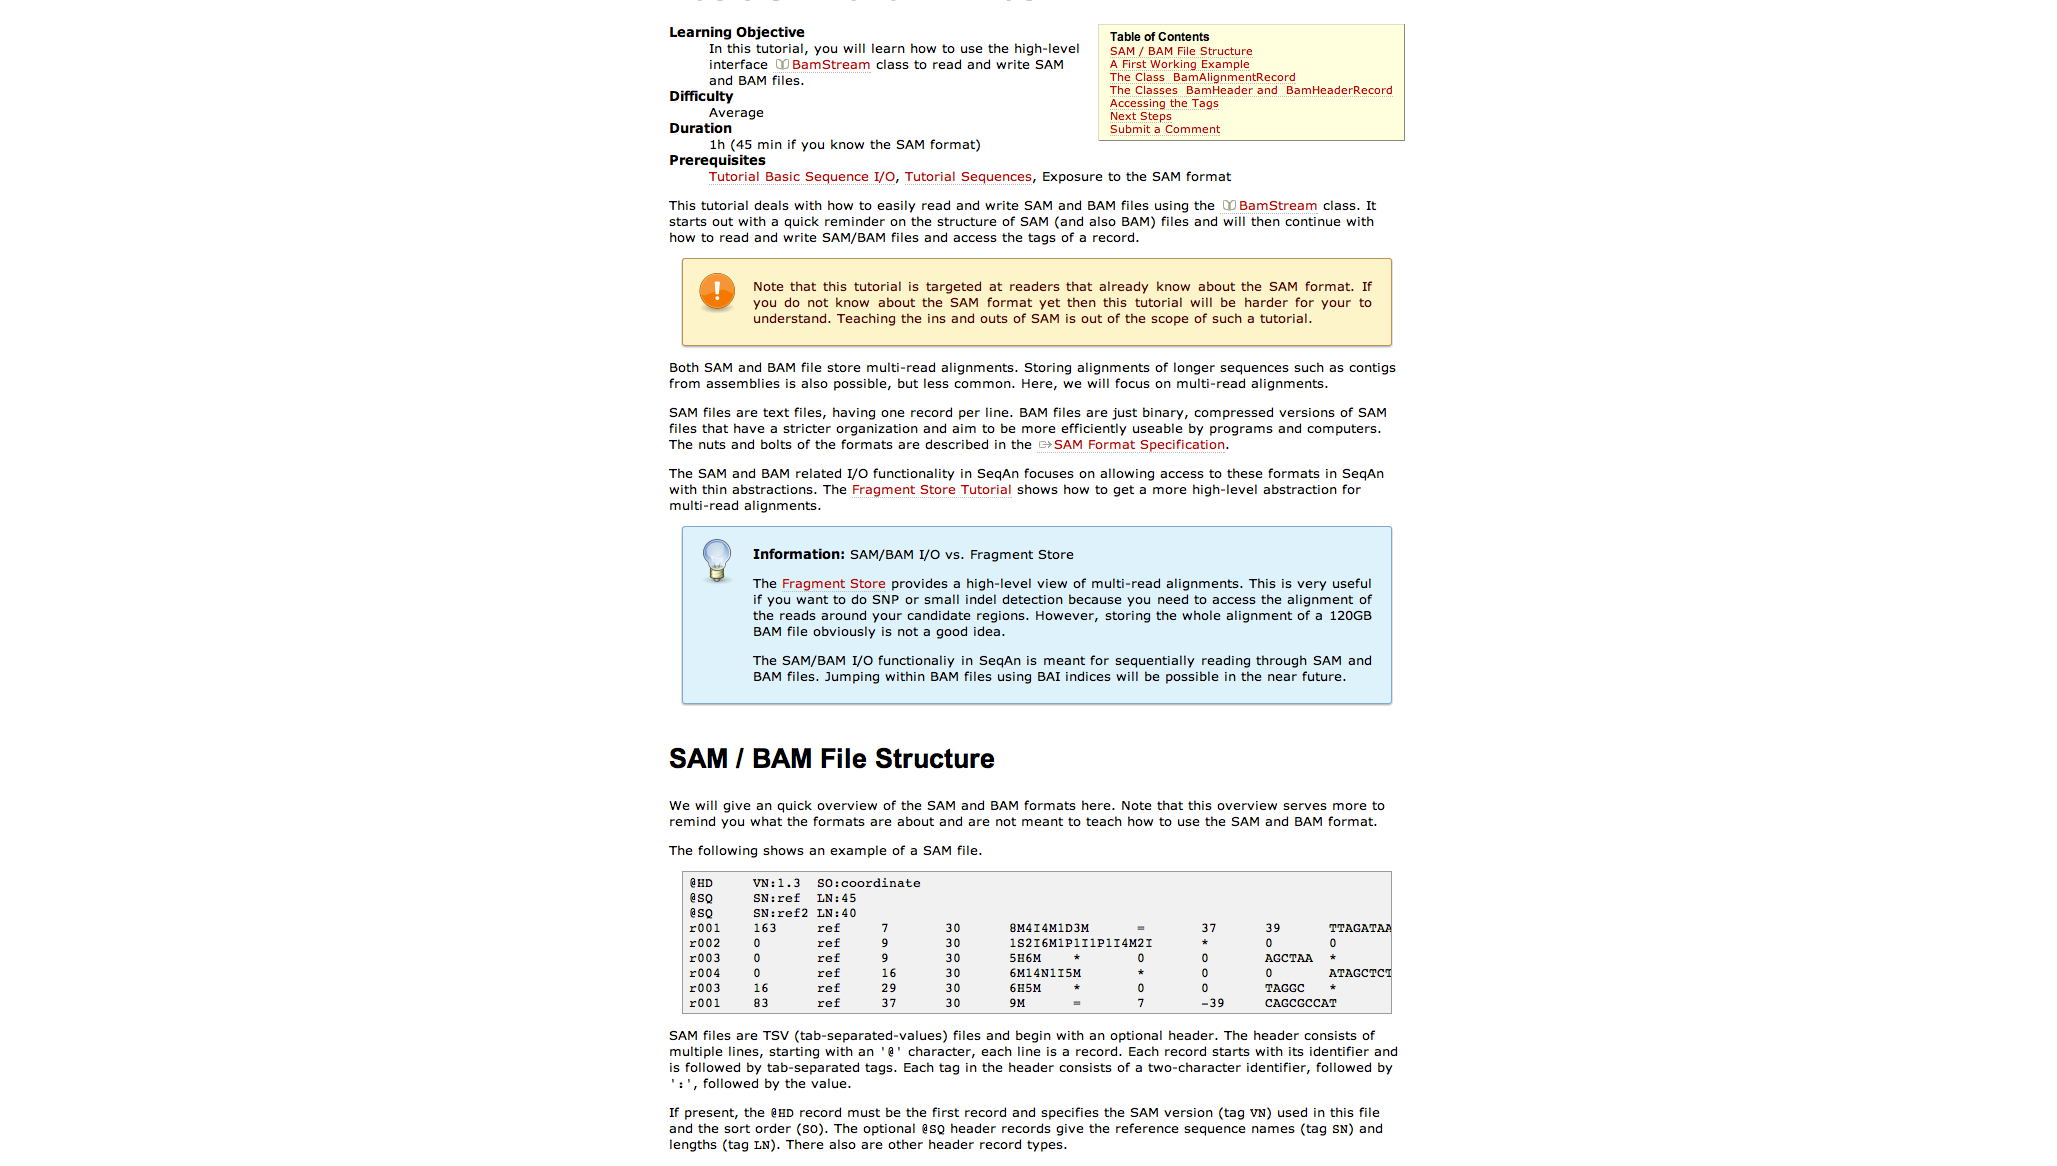 Learning Objective
In this tutorial, you will learn how to use the high-level
interface BamStream class to read and write SAM
and BAM files.
Difficulty
Average
Duration
1h (45 min if you know the SAM format)
Prerequisites
Tutorial Basic Sequence I/O, Tutorial Sequences, Exposure to the SAM format
Table of Contents
SAM / BAM File Structure
A First Working Example
The Class BamAlignmentRecord
The Classes BamHeader and BamHeaderRecord
Accessing the Tags
Next Steps
Submit a Comment
This tutorial deals with how to easily read and write SAM and BAM files using the BamStream class. It
starts out with a quick reminder on the structure of SAM (and also BAM) files and will then continue with
how to read and write SAM/BAM files and access the tags of a record.
Note that this tutorial is targeted at readers that already know about the SAM format. If
you do not know about the SAM format yet then this tutorial will be harder for your to
understand. Teaching the ins and outs of SAM is out of the scope of such a tutorial.
Both SAM and BAM file store multi-read alignments. Storing alignments of longer sequences such as contigs
from assemblies is also possible, but less common. Here, we will focus on multi-read alignments.
SAM files are text files, having one record per line. BAM files are just binary, compressed versions of SAM
files that have a stricter organization and aim to be more efficiently useable by programs and computers.
The nuts and bolts of the formats are described in the SAM Format Specification.
The SAM and BAM related I/O functionality in SeqAn focuses on allowing access to these formats in SeqAn
with thin abstractions. The Fragment Store Tutorial shows how to get a more high-level abstraction for
multi-read alignments.
Information: SAM/BAM I/O vs. Fragment Store
The Fragment Store provides a high-level view of multi-read alignments. This is very useful
if you want to do SNP or small indel detection because you need to access the alignment of
the reads around your candidate regions. However, storing the whole alignment of a 120GB
BAM file obviously is not a good idea.
The SAM/BAM I/O functionaliy in SeqAn is meant for sequentially reading through SAM and
BAM files. Jumping within BAM files using BAI indices will be possible in the near future.
SAM / BAM File Structure
We will give an quick overview of the SAM and BAM formats here. Note that this overview serves more to
remind you what the formats are about and are not meant to teach how to use the SAM and BAM format.
The following shows an example of a SAM file.
@HD VN:1.3 SO:coordinate
@SQ SN:ref LN:45
@SQ SN:ref2 LN:40
r001 163 ref 7 30 8M4I4M1D3M = 37 39 TTAGATAA
r002 0 ref 9 30 1S2I6M1P1I1P1I4M2I * 0 0
r003 0 ref 9 30 5H6M * 0 0 AGCTAA *
r004 0 ref 16 30 6M14N1I5M * 0 0 ATAGCTCT
r003 16 ref 29 30 6H5M * 0 0 TAGGC *
r001 83 ref 37 30 9M = 7 -39 CAGCGCCAT
SAM files are TSV (tab-separated-values) files and begin with an optional header. The header consists of
multiple lines, starting with an '@' character, each line is a record. Each record starts with its identifier and
is followed by tab-separated tags. Each tag in the header consists of a two-character identifier, followed by
':', followed by the value.
If present, the @HD record must be the first record and specifies the SAM version (tag VN) used in this file
and the sort order (SO). The optional @SQ header records give the reference sequence names (tag SN) and
lengths (tag LN). There also are other header record types.